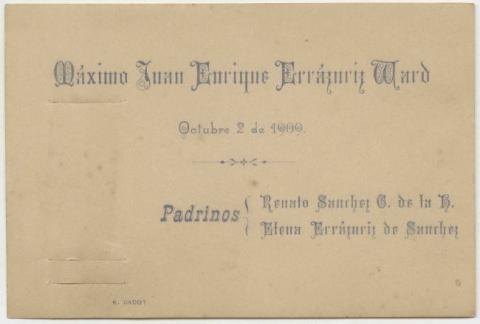 Máximo Juan Enrique Errázuriz Ward
Octubre 2 de 1909.
Padrinos
Renato Sanchez G. de la H.
Elena Errázuriz de Sanchez